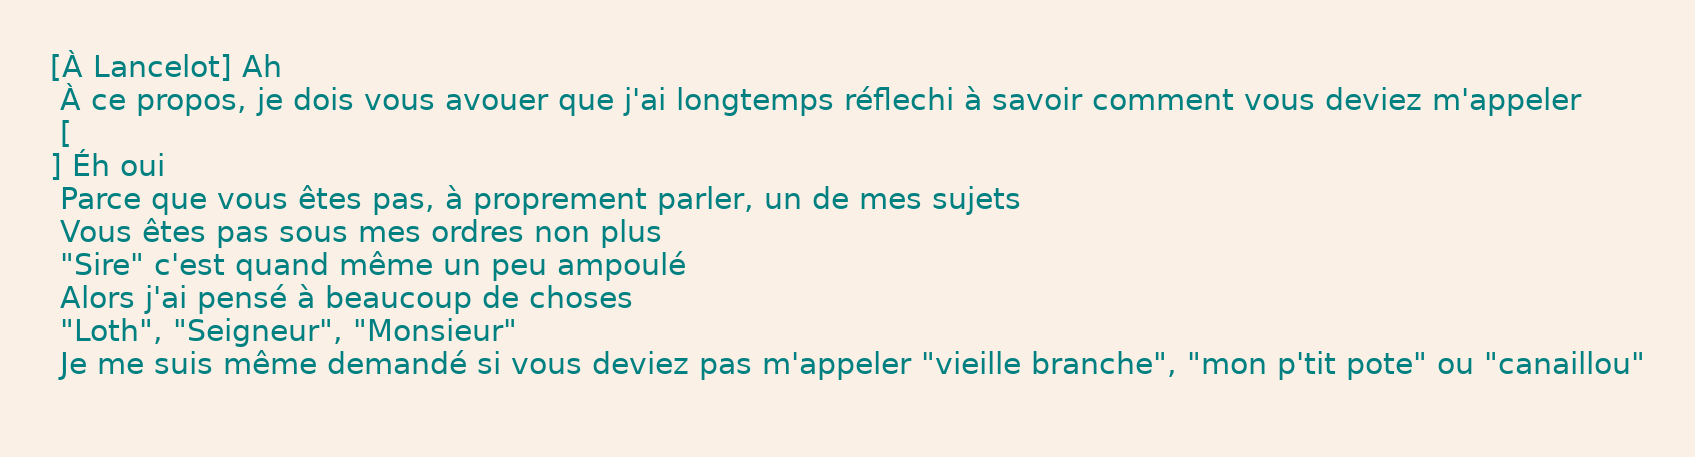 [À Lancelot] Ah
À ce propos, je dois vous avouer que j'ai longtemps réflechi à savoir comment vous deviez m'appeler
[
] Éh oui
Parce que vous êtes pas, à proprement parler, un de mes sujets
Vous êtes pas sous mes ordres non plus
"Sire" c'est quand même un peu ampoulé
Alors j'ai pensé à beaucoup de choses
"Loth", "Seigneur", "Monsieur"
Je me suis même demandé si vous deviez pas m'appeler "vieille branche", "mon p'tit pote" ou "canaillou"